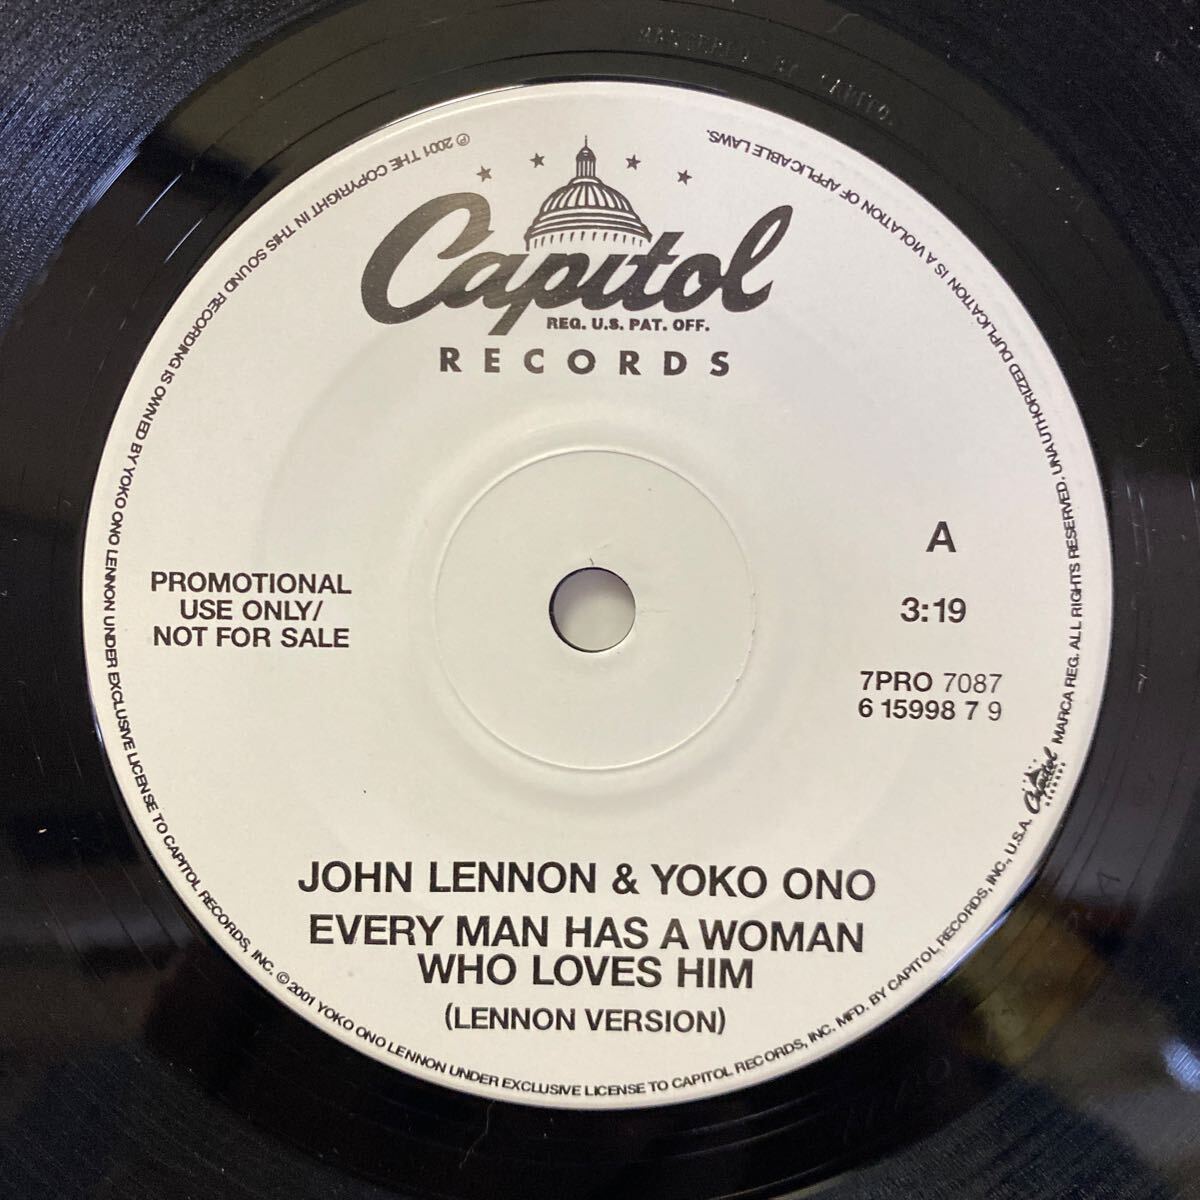 MASTERED BY CAPITOL
Capitol
REG. U.S. PAT. OFF.
RECORDS
PROMOTIONAL
USE ONLY/
NOT FOR SALE
A
3:19
7PRO 7087
6 15998 7 9
JOHN LENNON & YOKO ONO
EVERY MAN HAS A WOMAN
WHO LOVES HIM
(LENNON VERSION)
℗ 2001 THE COPYRIGHT IN THIS SOUND RECORDING IS OWNED BY YOKO ONO LENNON UNDER EXCLUSIVE LICENSE TO CAPITOL RECORDS, INC. © 2001 YOKO ONO LENNON UNDER EXCLUSIVE LICENSE TO CAPITOL RECORDS, INC. MFD. BY CAPITOL RECORDS, INC., U.S.A. Capitol RECORDS MARCA REG. ALL RIGHTS RESERVED. UNAUTHORIZED DUPLICATION IS A VIOLATION OF APPLICABLE LAWS.